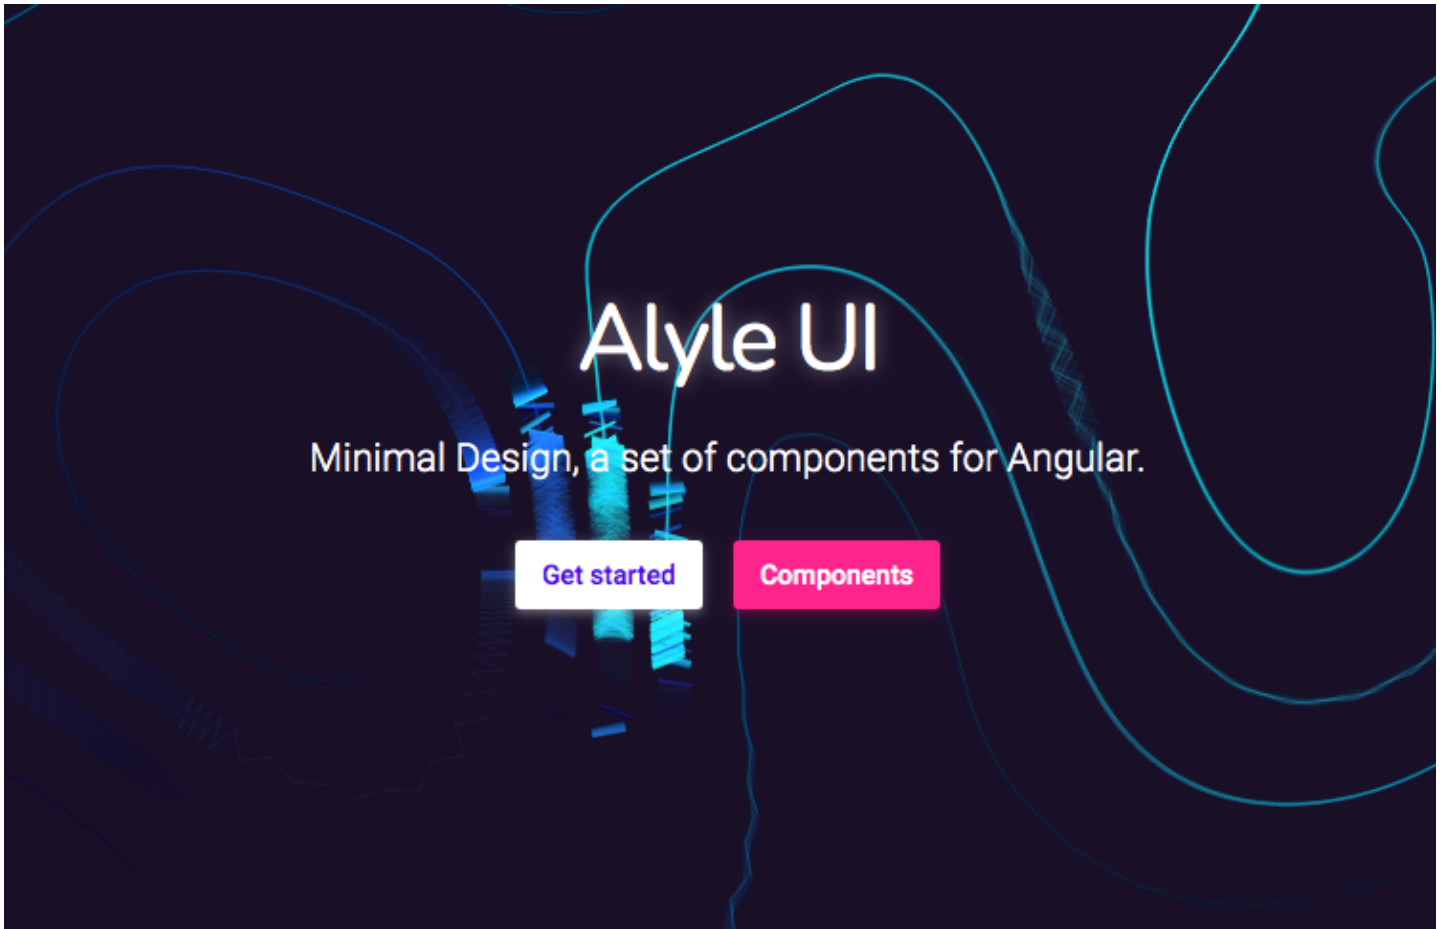 Alyle UI
Minimal Design, a set of components for Angular.
Get started
Components